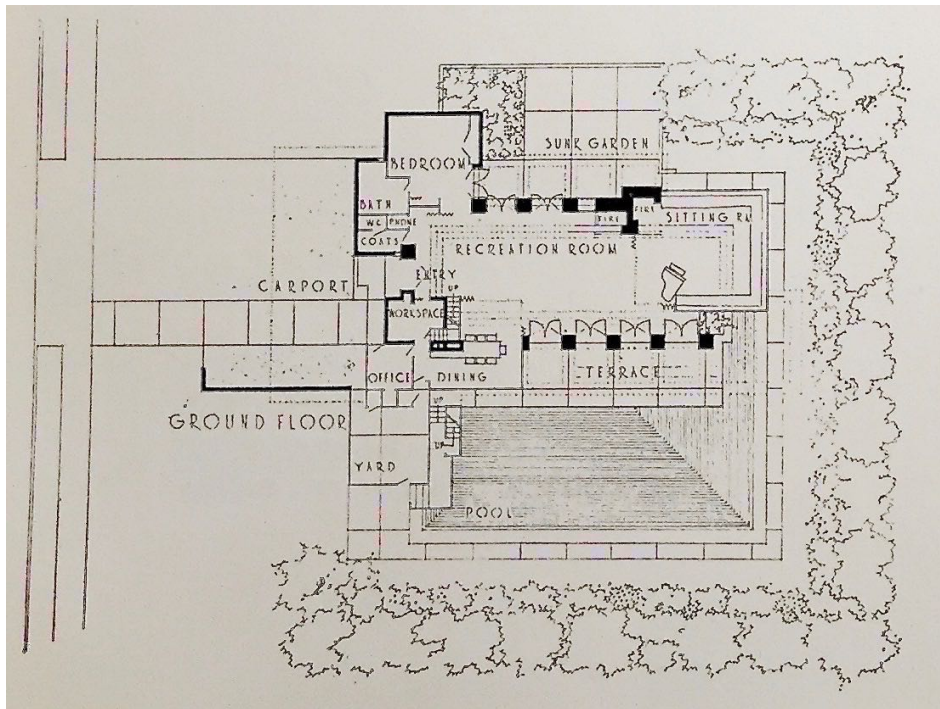 SUNK GARDEN
BEDROOM
BATH
WC PHONE
COATS
FIRE
FIRE
SITTING RM
RECREATION ROOM
ENTRY
UP
CARPORT
WORKSPACE
OFFICE
DINING
TERRACE
GROUND FLOOR
UP
UP
YARD
POOL